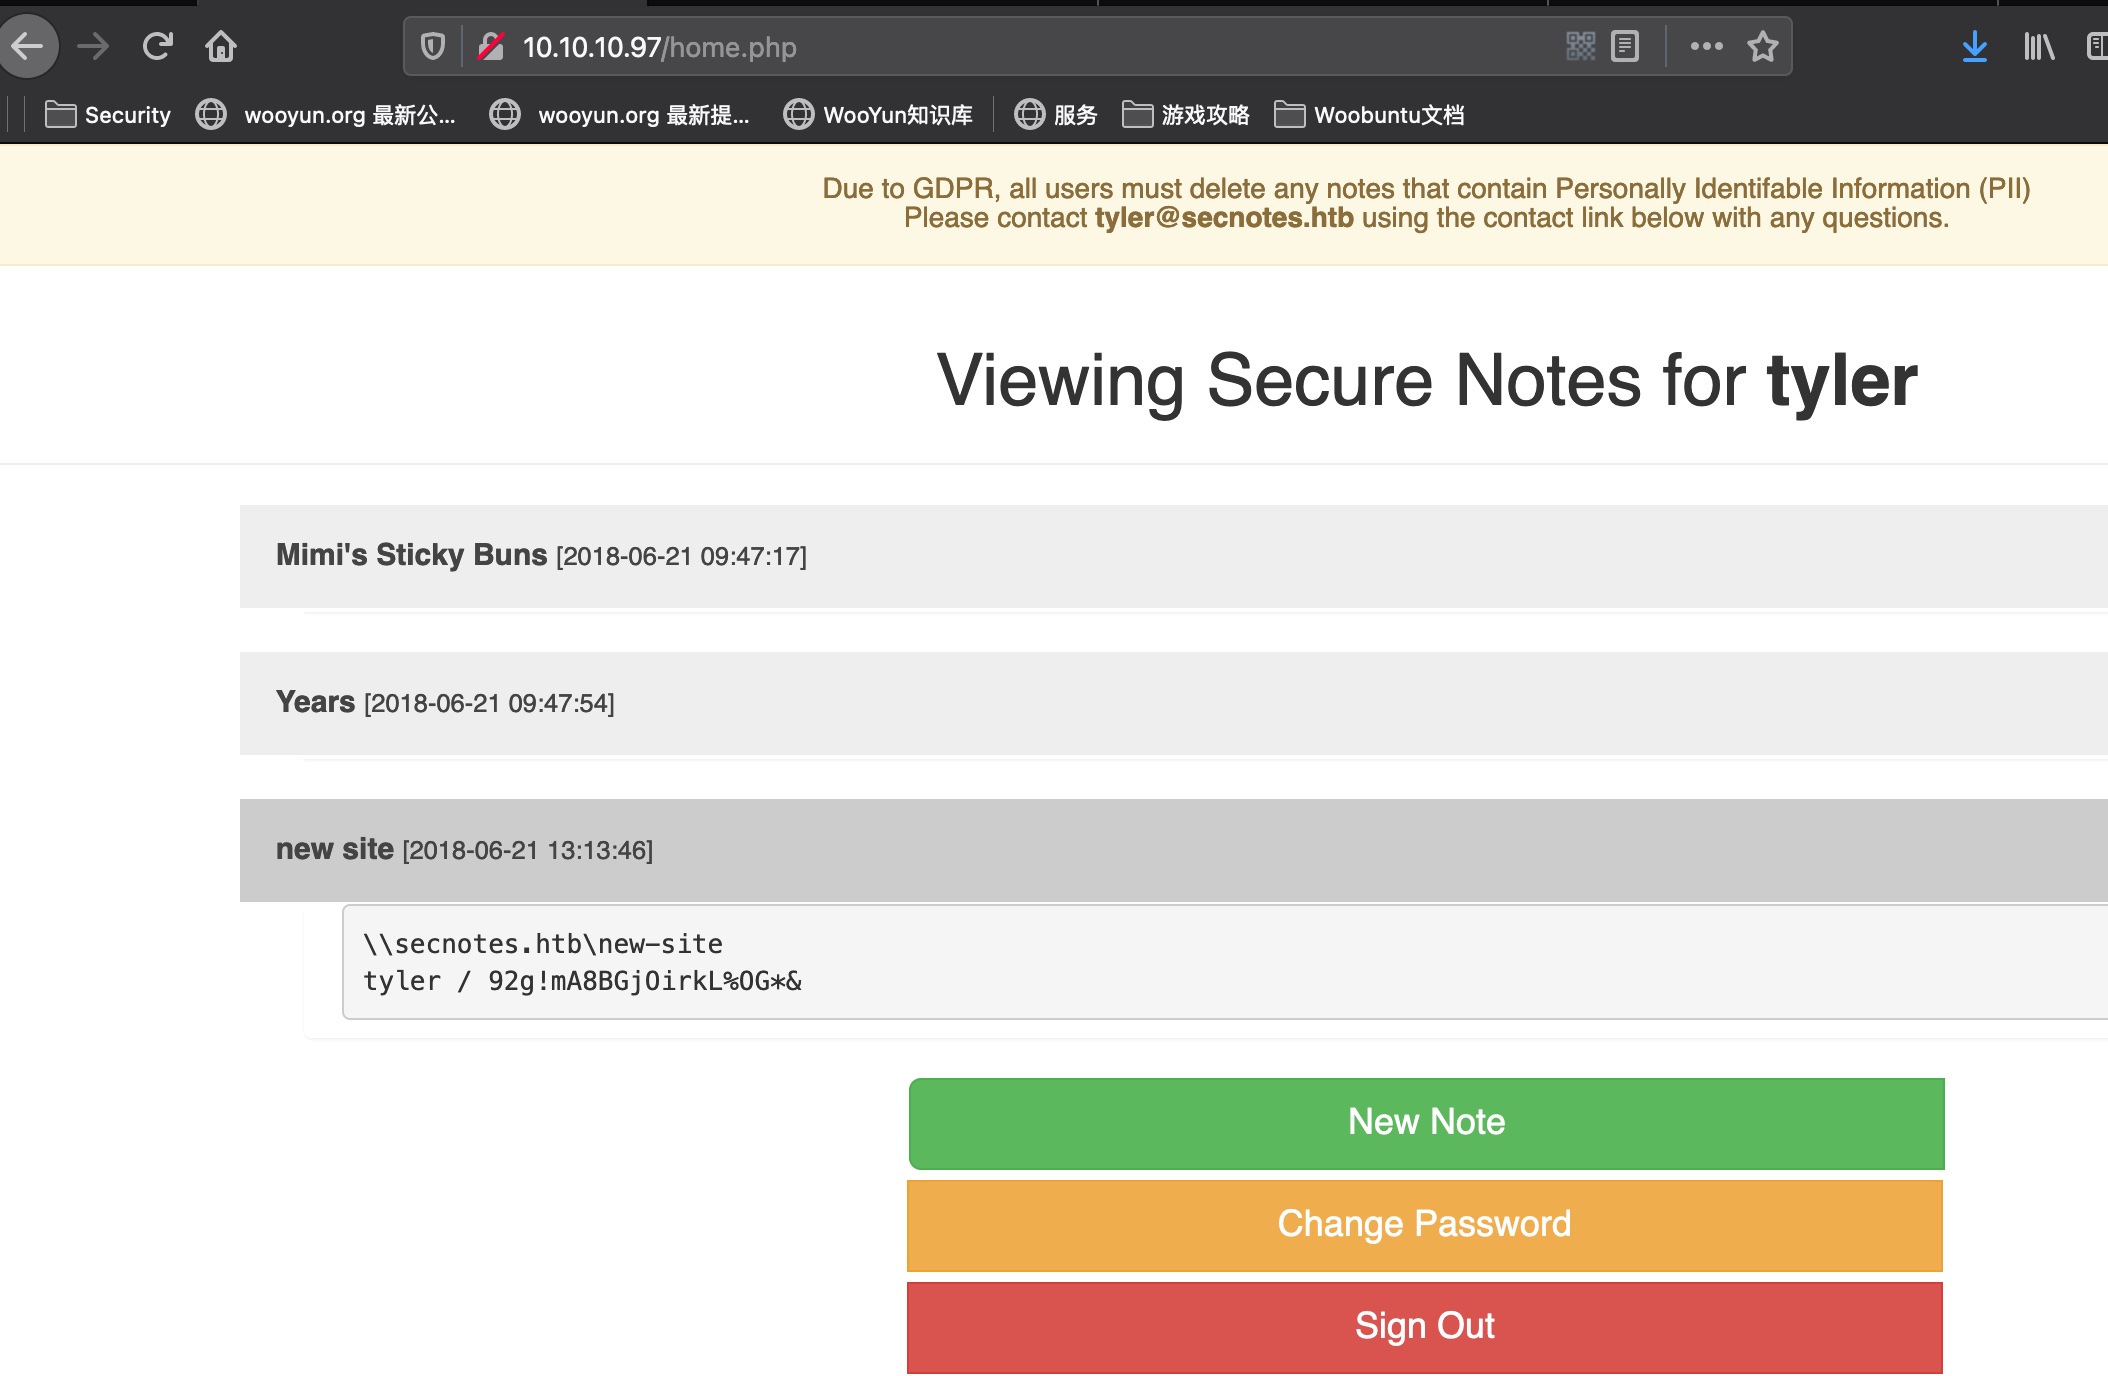 10.10.10.97/home.php
Security wooyun.org 最新公... wooyun.org 最新提... WooYun知识库 服务 游戏攻略 Woobuntu文档
Due to GDPR, all users must delete any notes that contain Personally Identifable Information (PII)
Please contact tyler@secnotes.htb using the contact link below with any questions.
Viewing Secure Notes for tyler
Mimi's Sticky Buns [2018-06-21 09:47:17]
Years [2018-06-21 09:47:54]
new site [2018-06-21 13:13:46]
\\secnotes.htb\new-site
tyler / 92g!mA8BGjOirkL%OG*&
New Note
Change Password
Sign Out